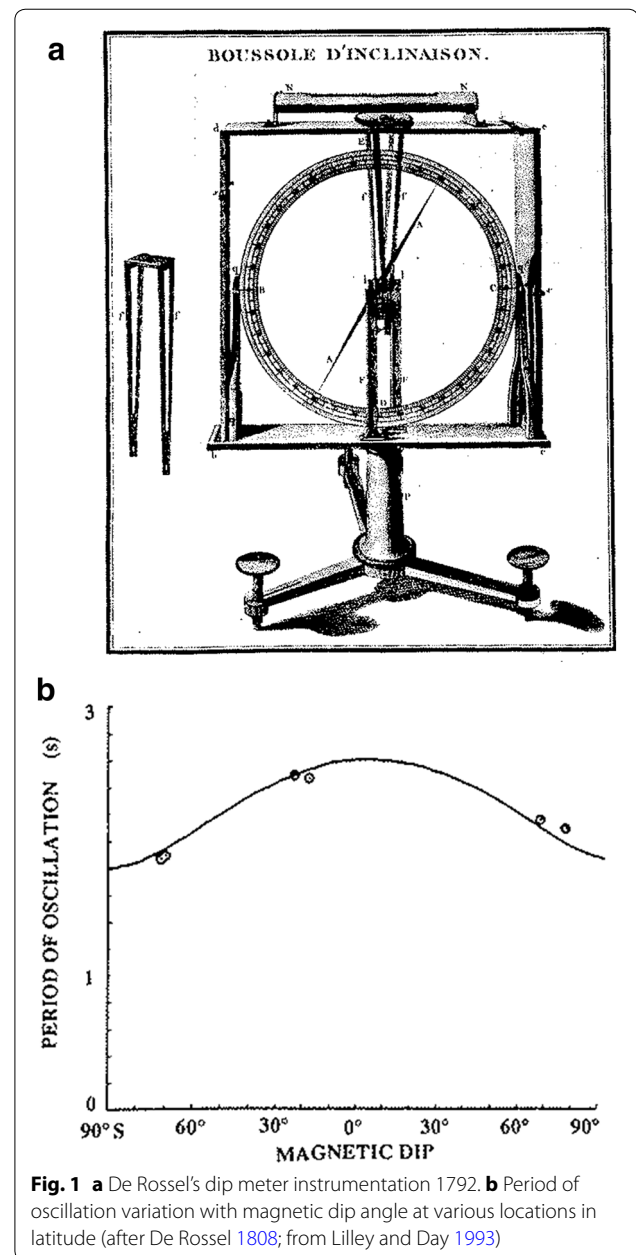 a
BOUSSOLE D'INCLINAISON.
N N
d e
E
f f
A
q
B C
f f
A
F F
D
b c
P
b
3
PERIOD OF OSCILLATION (s)
1
0
90°S 60° 30° 0° 30° 60° 90°
MAGNETIC DIP
Fig. 1 a De Rossel's dip meter instrumentation 1792. b Period of
oscillation variation with magnetic dip angle at various locations in
latitude (after De Rossel 1808; from Lilley and Day 1993)